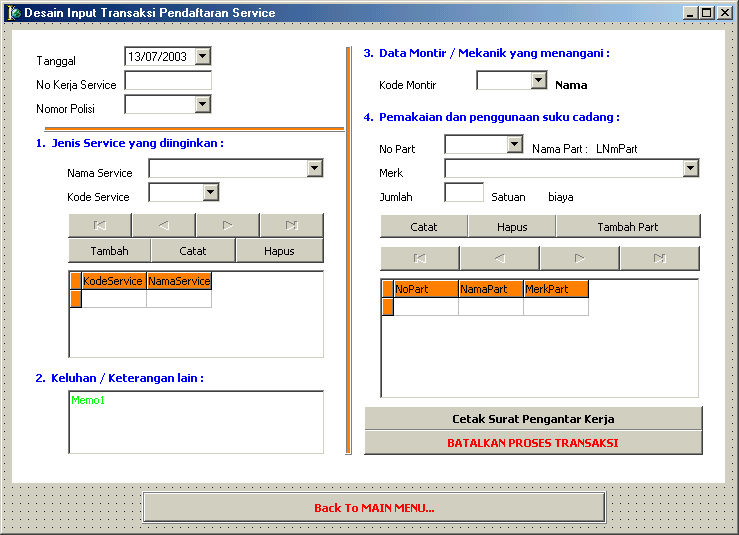 Desain Input Transaksi Pendaftaran Service
Tanggal 13/07/2003
No Kerja Service
Nomor Polisi
1. Jenis Service yang diinginkan :
Nama Service
Kode Service
Tambah Catat Hapus
KodeService NamaService
2. Keluhan / Keterangan lain :
Memo1
3. Data Montir / Mekanik yang menangani :
Kode Montir Nama
4. Pemakaian dan penggunaan suku cadang :
No Part Nama Part : LNmPart
Merk
Jumlah Satuan biaya
Catat Hapus Tambah Part
NoPart NamaPart MerkPart
Cetak Surat Pengantar Kerja
BATALKAN PROSES TRANSAKSI
Back To MAIN MENU...